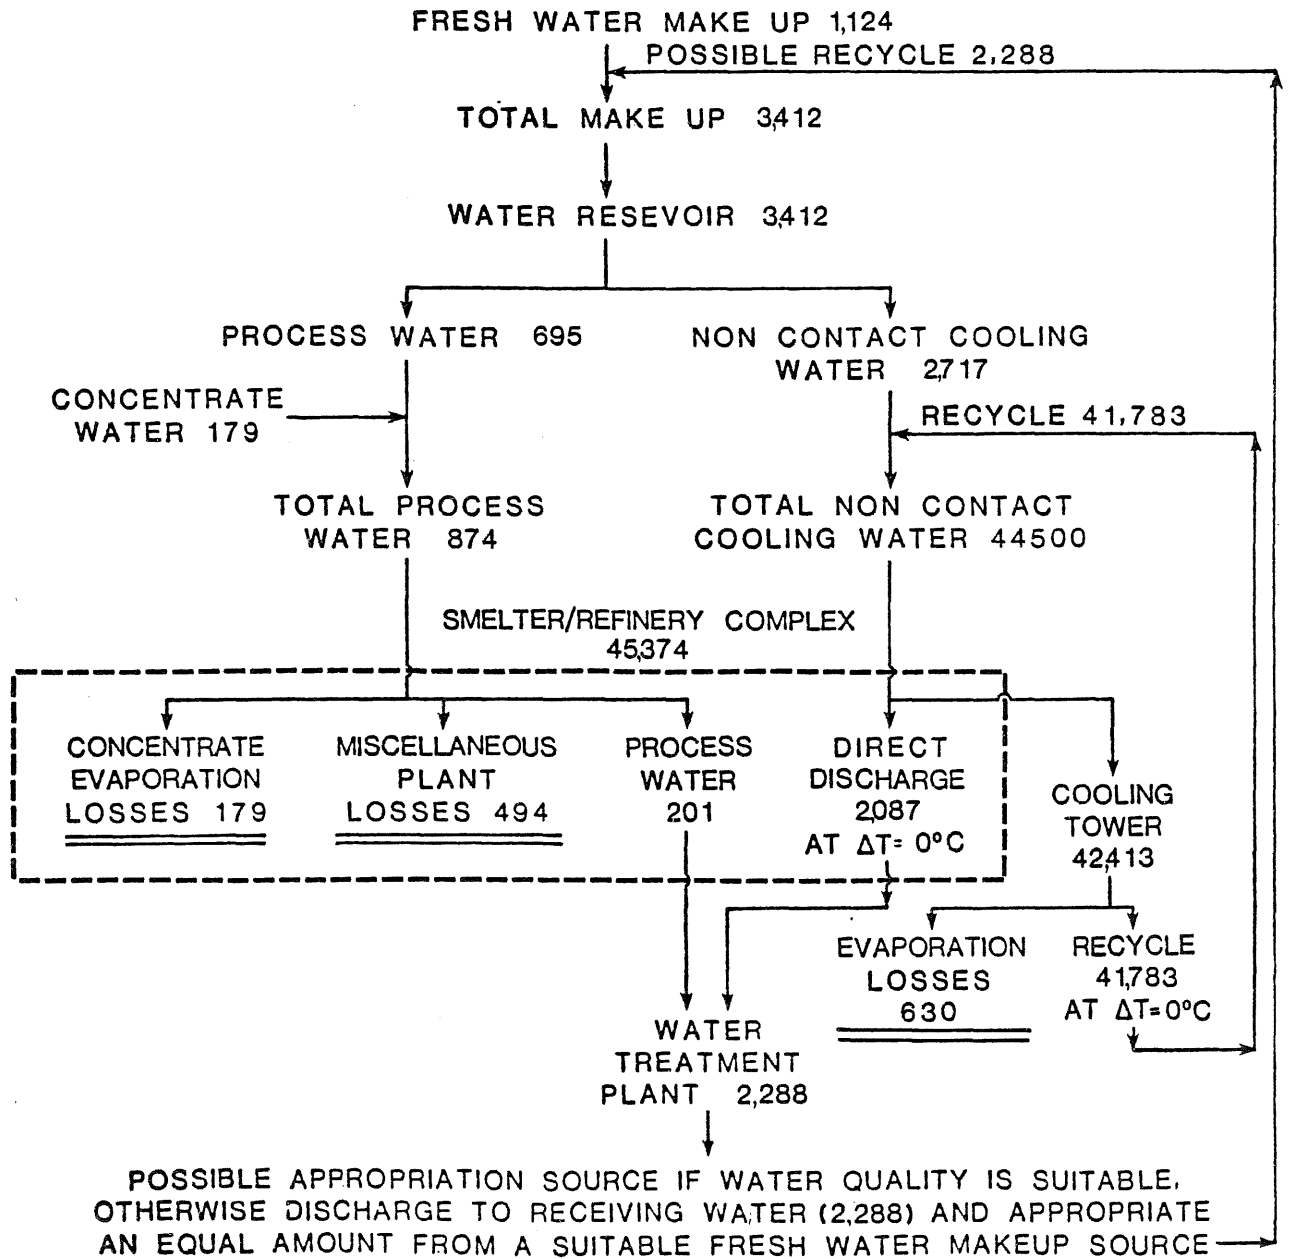 FRESH WATER MAKE UP 1,124
POSSIBLE RECYCLE 2,288
TOTAL MAKE UP 3,412
WATER RESEVOIR 3,412
PROCESS WATER 695
NON CONTACT COOLING
WATER 2,717
CONCENTRATE
WATER 179
RECYCLE 41,783
TOTAL PROCESS
WATER 874
TOTAL NON CONTACT
COOLING WATER 44500
SMELTER/REFINERY COMPLEX
45,374
CONCENTRATE
EVAPORATION
LOSSES 179
MISCELLANEOUS
PLANT
LOSSES 494
PROCESS
WATER
201
DIRECT
DISCHARGE
2,087
AT ΔT= 0°C
COOLING
TOWER
42,413
EVAPORATION
LOSSES
630
RECYCLE
41,783
AT ΔT=0°C
WATER
TREATMENT
PLANT 2,288
POSSIBLE APPROPRIATION SOURCE IF WATER QUALITY IS SUITABLE,
OTHERWISE DISCHARGE TO RECEIVING WATER (2,288) AND APPROPRIATE
AN EQUAL AMOUNT FROM A SUITABLE FRESH WATER MAKEUP SOURCE